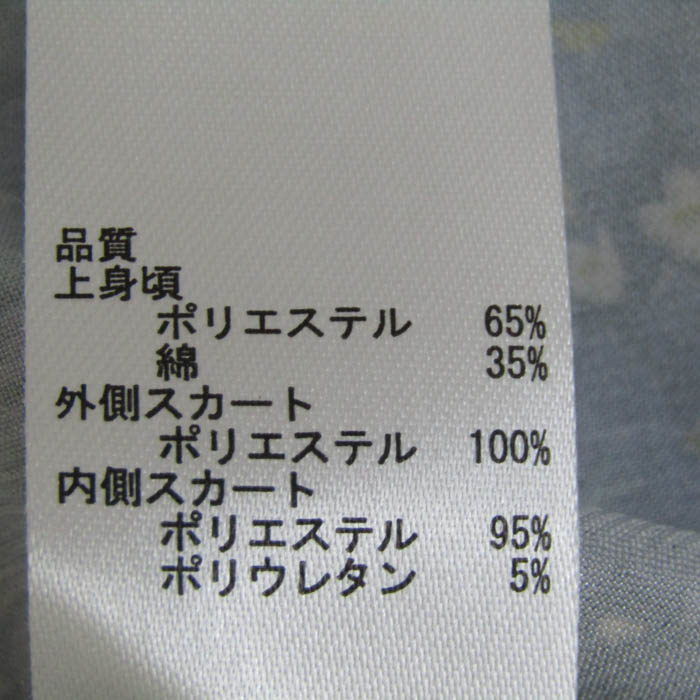 品質
上身頃
ポリエステル 65%
綿 35%
外側スカート
ポリエステル 100%
内側スカート
ポリエステル 95%
ポリウレタン 5%